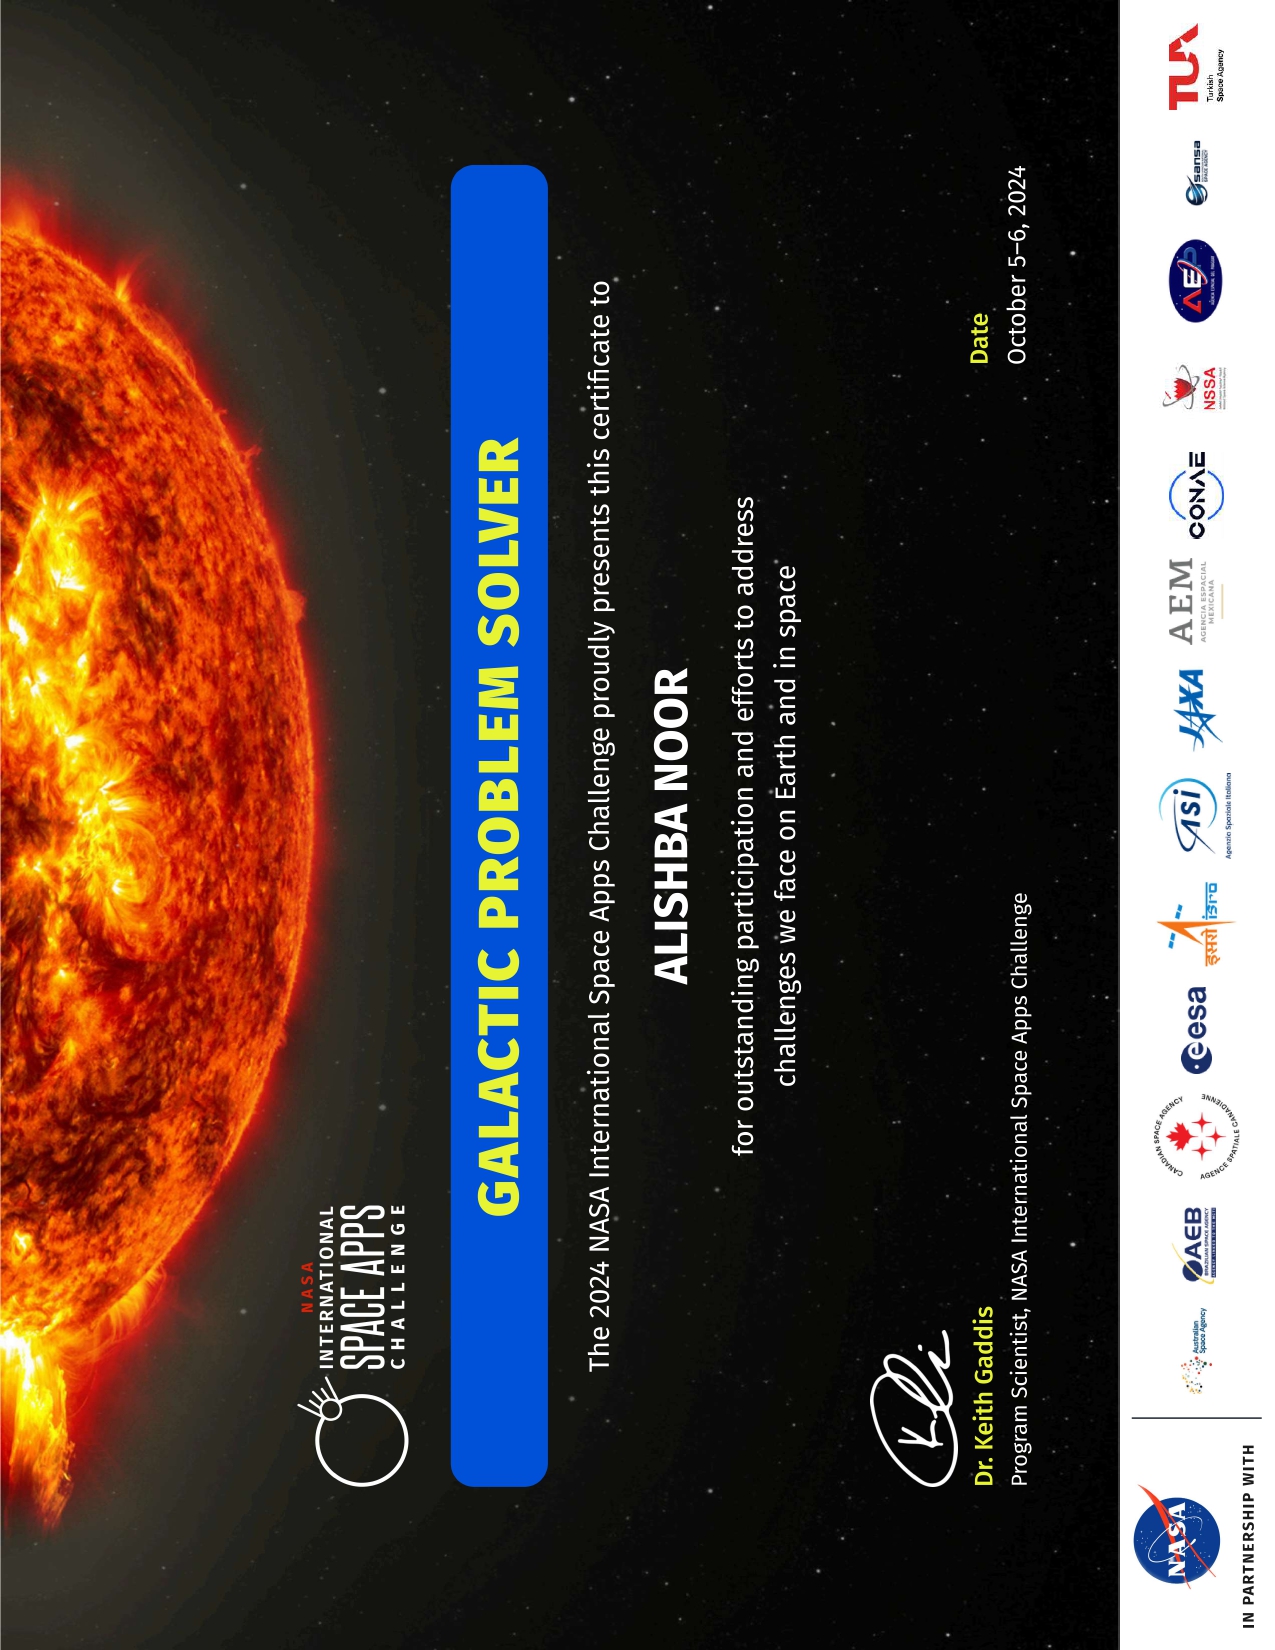 NASA
INTERNATIONAL
SPACE APPS
CHALLENGE
GALACTIC PROBLEM SOLVER
The 2024 NASA International Space Apps Challenge proudly presents this certificate to
ALISHBA NOOR
for outstanding participation and efforts to address
challenges we face on Earth and in space
Dr. Keith Gaddis
Program Scientist, NASA International Space Apps Challenge
Date
October 5–6, 2024
NASA
IN PARTNERSHIP WITH
Australian
Space Agency
AEB
BRAZILIAN SPACE AGENCY
CANADIAN SPACE AGENCY
AGENCE SPATIALE CANADIENNE
esa
इसरो isro
asi
Agenzia Spaziale Italiana
JAXA
AEM
AGENCIA ESPACIAL
MEXICANA
CONAE
NSSA
AEP
AGENCIA ESPACIAL DEL PARAGUAY
sansa
SPACE AGENCY
TUA
Turkish
Space Agency